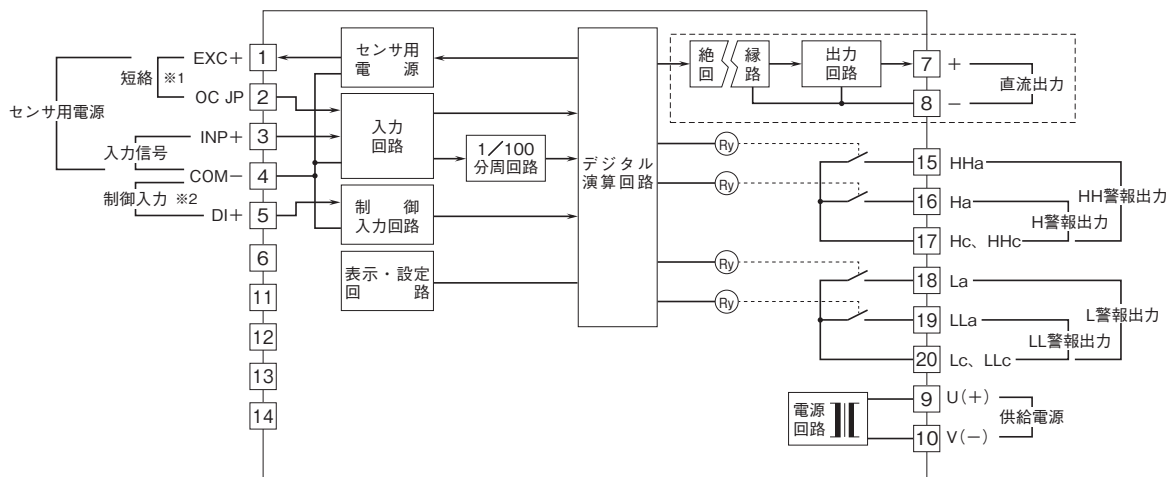 センサ用電源
EXC+
1
短絡
※1
OC JP
2
INP+
3
入力信号
COM−
4
制御入力 ※2
DI+
5
6
11
12
13
14
センサ用
電 源
入力
回路
1/100
分周回路
制 御
入力回路
表示・設定
回 路
デジタル
演算回路
絶 縁
回 路
出力
回路
7
+
8
−
直流出力
Ry
Ry
Ry
Ry
15
HHa
16
Ha
17
Hc、HHc
H警報出力
HH警報出力
18
La
19
LLa
20
Lc、LLc
LL警報出力
L警報出力
電源
回路
9
U(+)
10
V(−)
供給電源